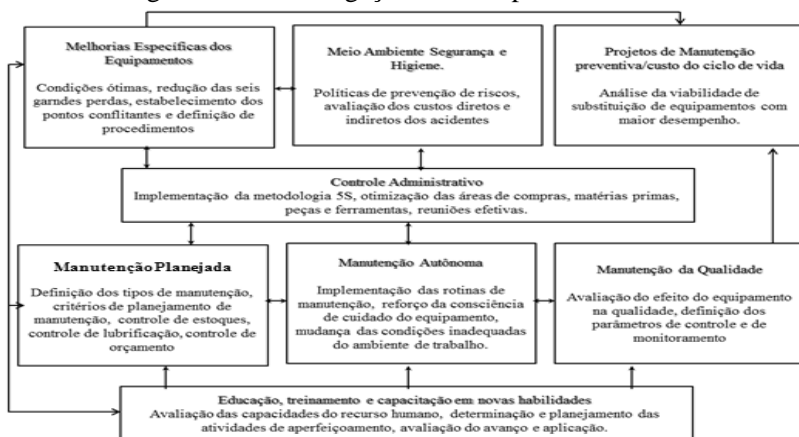 Melhorias Específicas dos
Equipamentos
Condições ótimas, redução das seis
garndes perdas, estabelecimento dos
pontos conflitantes e definição de
procedimentos
Meio Ambiente Segurança e
Higiene.
Políticas de prevenção de riscos,
avaliação dos custos diretos e
indiretos dos acidentes
Projetos de Manutenção
preventiva/custo do ciclo de vida
Análise da viabilidade de
substituição de equipamentos com
maior desempenho.
Controle Administrativo
Implementação da metodologia 5S, otimização das áreas de compras, matérias primas,
peças e ferramentas, reuniões efetivas.
Manutenção Planejada
Definição dos tipos de manutenção,
critérios de planejamento de
manutenção, controle de estoques,
controle de lubrificação, controle de
orçamento
Manutenção Autônoma
Implementação das rotinas de
manutenção, reforço da consciência
de cuidado do equipamento,
mudança das condições inadequadas
do ambiente de trabalho.
Manutenção da Qualidade
Avaliação do efeito do equipamento
na qualidade, definição dos
parâmetros de controle e de
monitoramento
Educação, treinamento e capacitação em novas habilidades
Avaliação das capacidades do recurso humano, determinação e planejamento das
atividades de aperfeiçoamento, avaliação do avanço e aplicação.